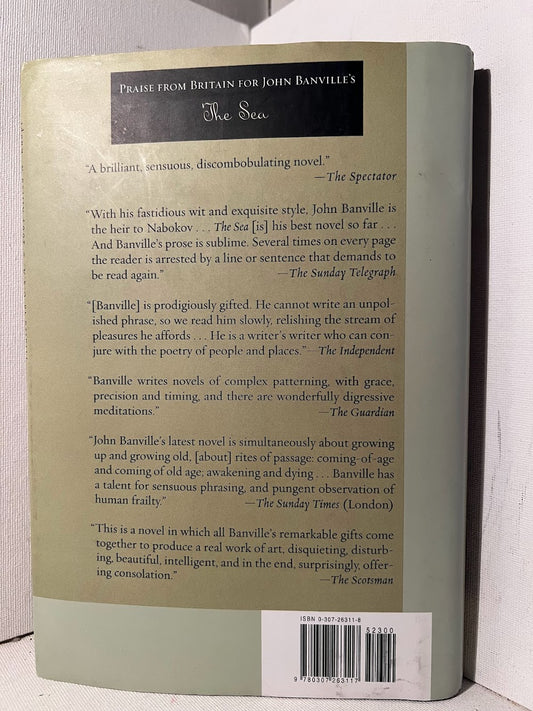 PRAISE FROM BRITAIN FOR JOHN BANVILLE'S
The Sea
“A brilliant, sensuous, discombobulating novel.”
—The Spectator
“With his fastidious wit and exquisite style, John Banville is
the heir to Nabokov . . . The Sea [is] his best novel so far . . .
And Banville's prose is sublime. Several times on every page
the reader is arrested by a line or sentence that demands to
be read again.” —The Sunday Telegraph
“[Banville] is prodigiously gifted. He cannot write an unpol-
ished phrase, so we read him slowly, relishing the stream of
pleasures he affords . . . He is a writer's writer who can con-
jure with the poetry of people and places.”—The Independent
“Banville writes novels of complex patterning, with grace,
precision and timing, and there are wonderfully digressive
meditations.” —The Guardian
“John Banville's latest novel is simultaneously about growing
up and growing old, [about] rites of passage: coming-of-age
and coming of old age; awakening and dying . . . Banville has
a talent for sensuous phrasing, and pungent observation of
human frailty.” —The Sunday Times (London)
“This is a novel in which all Banville's remarkable gifts come
together to produce a real work of art, disquieting, disturb-
ing, beautiful, intelligent, and in the end, surprisingly, offer-
ing consolation.” —The Scotsman
ISBN 0-307-26311-8
52300
9 780307 263117